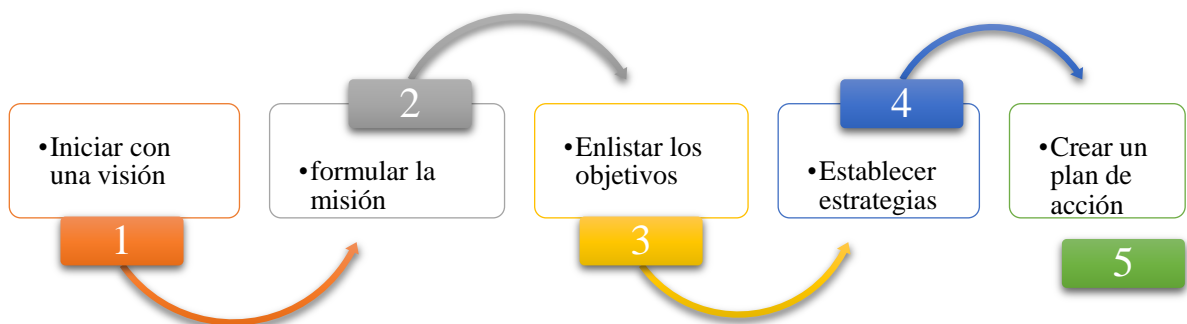 1
•Iniciar con
una visión
2
•formular la
misión
3
•Enlistar los
objetivos
4
•Establecer
estrategias
5
•Crear un
plan de
acción